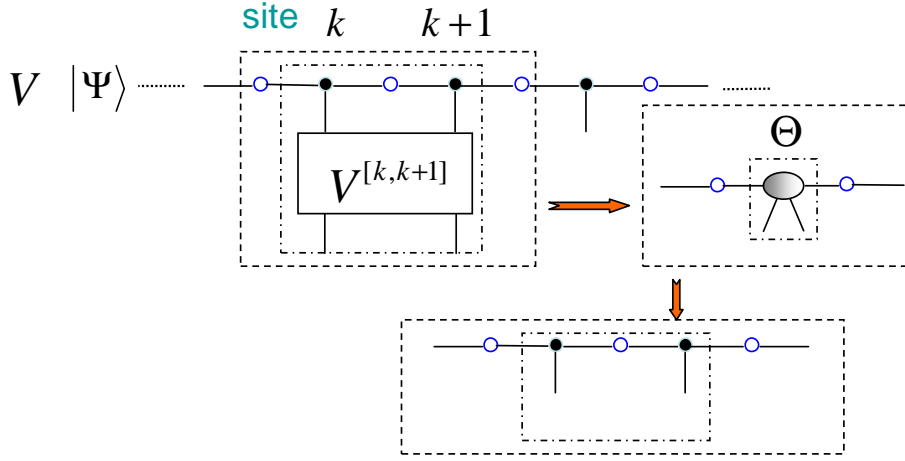 site
k k+1
V |Ψ⟩
V^{[k,k+1]}
Θ